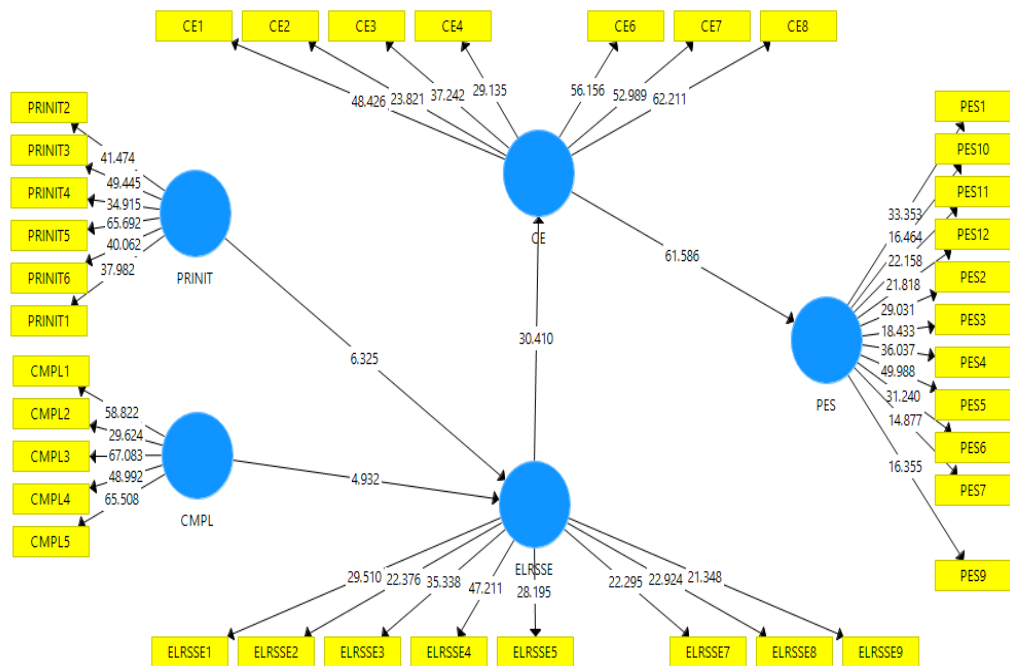 CE1 CE2 CE3 CE4 CE6 CE7 CE8
48.426 23.821 37.242 29.135 56.156 52.989 62.211
CE
PRINIT2
PRINIT3
PRINIT4
PRINIT5
PRINIT6
PRINIT1
41.474
49.445
34.915
65.692
40.062
37.982
PRINIT
CMPL1
CMPL2
CMPL3
CMPL4
CMPL5
58.822
29.624
67.083
48.992
65.508
CMPL
6.325
4.932
30.410
61.586
PES
33.353
16.464
22.158
21.818
29.031
18.433
36.037
49.988
31.240
14.877
16.355
PES1
PES10
PES11
PES12
PES2
PES3
PES4
PES5
PES6
PES7
PES9
ELRSSE
29.510 22.376 35.338 47.211 28.195 22.295 22.924 21.348
ELRSSE1 ELRSSE2 ELRSSE3 ELRSSE4 ELRSSE5 ELRSSE7 ELRSSE8 ELRSSE9